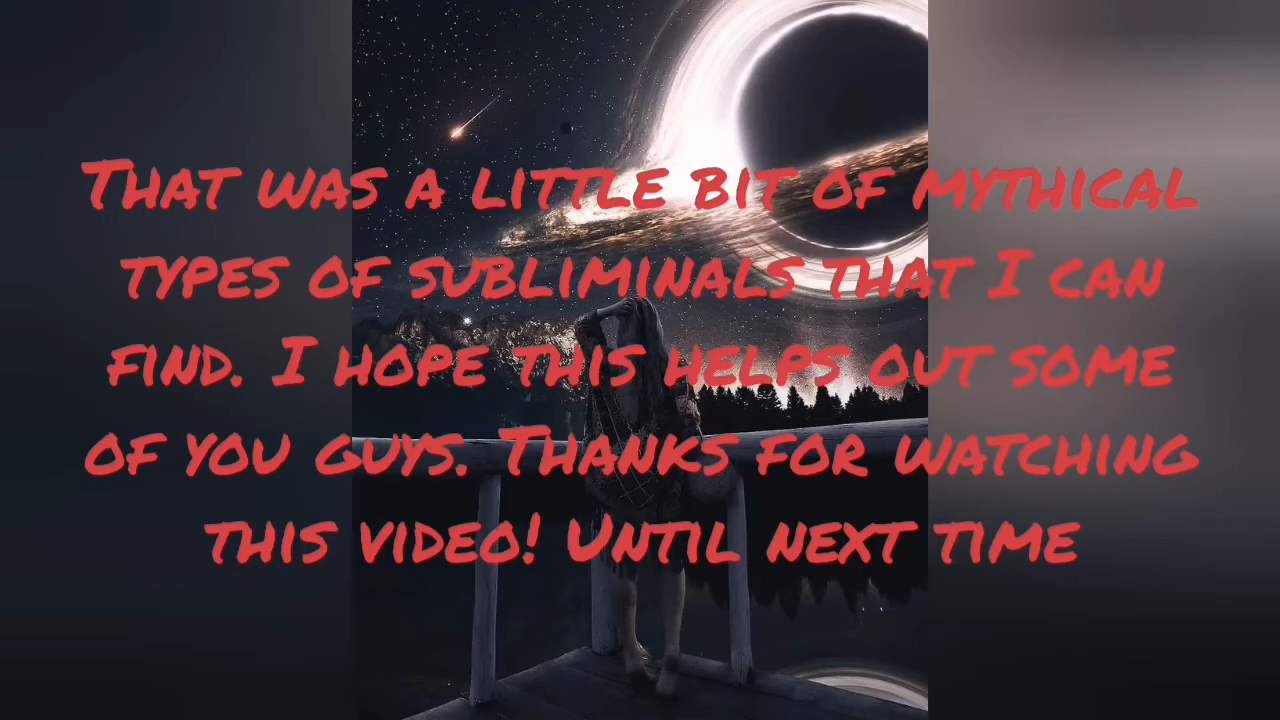 That was a little bit of mythical
types of subliminals that I can
find. I hope this helps out some
of you guys. Thanks for watching
this video! Until next time